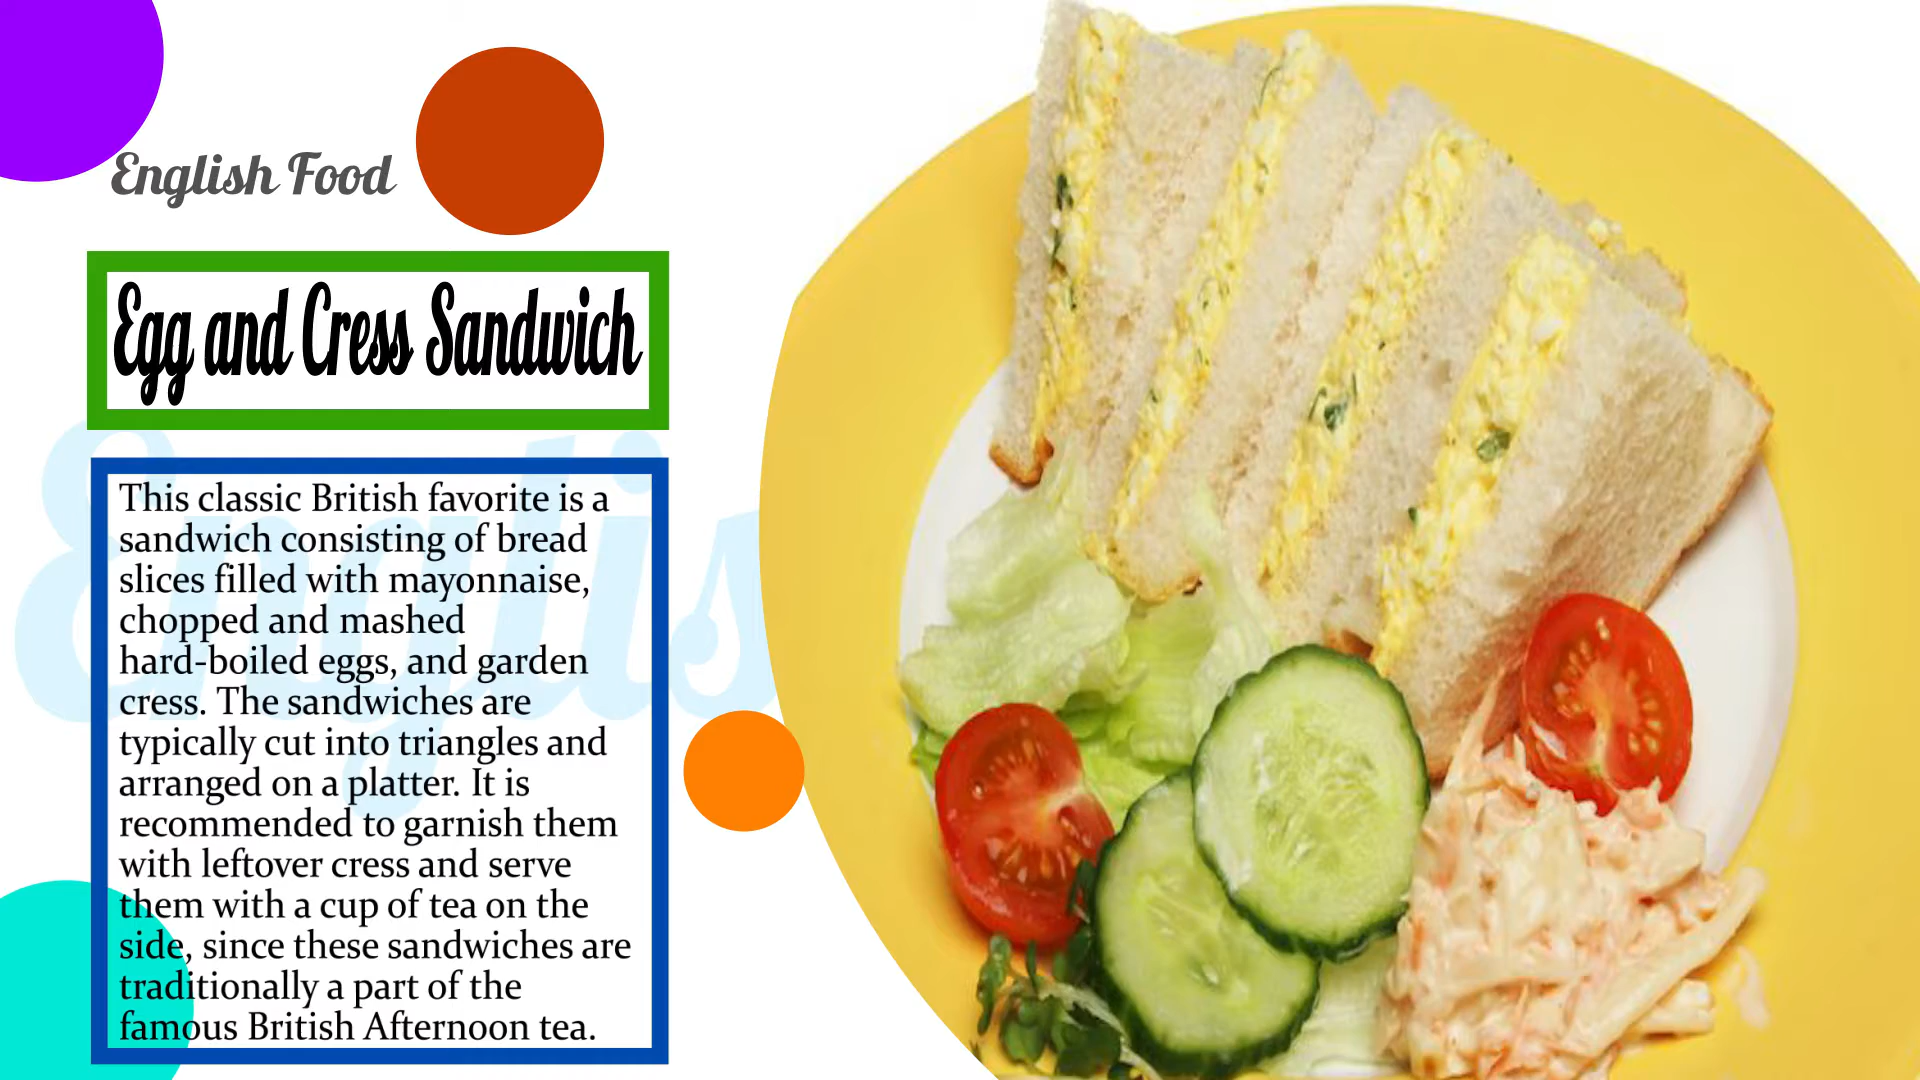 English Food
Egg and Cress Sandwich
This classic British favorite is a
sandwich consisting of bread
slices filled with mayonnaise,
chopped and mashed
hard-boiled eggs, and garden
cress. The sandwiches are
typically cut into triangles and
arranged on a platter. It is
recommended to garnish them
with leftover cress and serve
them with a cup of tea on the
side, since these sandwiches are
traditionally a part of the
famous British Afternoon tea.
Englis